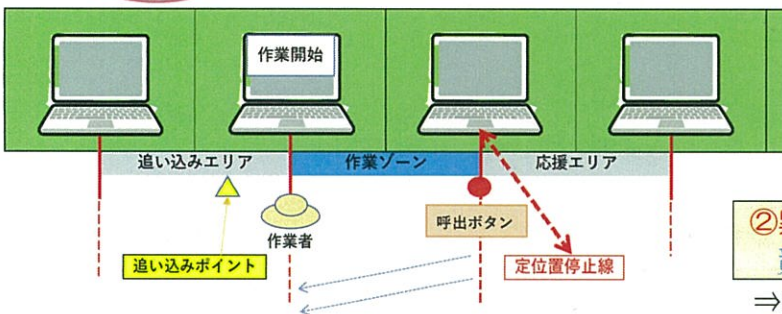 作業開始
追い込みエリア
作業ゾーン
応援エリア
呼出ボタン
作業者
追い込みポイント
定位置停止線
②
⇒